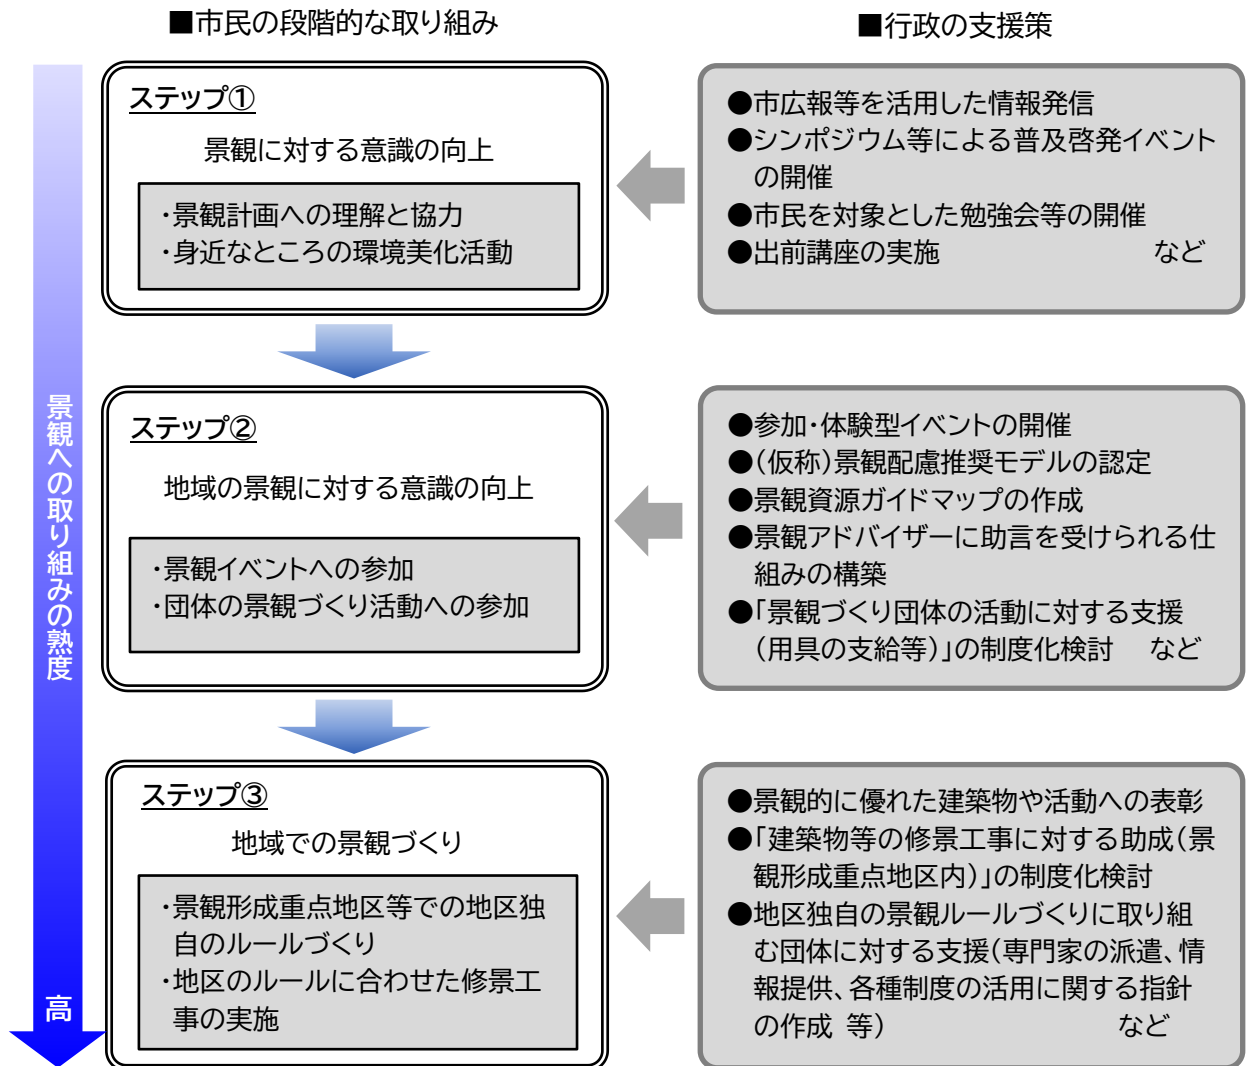 ■市民の段階的な取り組み
■行政の支援策
ステップ①
景観に対する意識の向上
・景観計画への理解と協力
・身近なところの環境美化活動
●市広報等を活用した情報発信
●シンポジウム等による普及啓発イベント
の開催
●市民を対象とした勉強会等の開催
●出前講座の実施 など
ステップ②
地域の景観に対する意識の向上
・景観イベントへの参加
・団体の景観づくり活動への参加
●参加・体験型イベントの開催
●(仮称)景観配慮推奨モデルの認定
●景観資源ガイドマップの作成
●景観アドバイザーに助言を受けられる仕
組みの構築
●「景観づくり団体の活動に対する支援
(用具の支給等)」の制度化検討 など
ステップ③
地域での景観づくり
・景観形成重点地区等での地区独
自のルールづくり
・地区のルールに合わせた修景工
事の実施
●景観的に優れた建築物や活動への表彰
●「建築物等の修景工事に対する助成(景
観形成重点地区内)」の制度化検討
●地区独自の景観ルールづくりに取り組
む団体に対する支援(専門家の派遣、情
報提供、各種制度の活用に関する指針
の作成 等) など
景観への取り組みの熟度
高